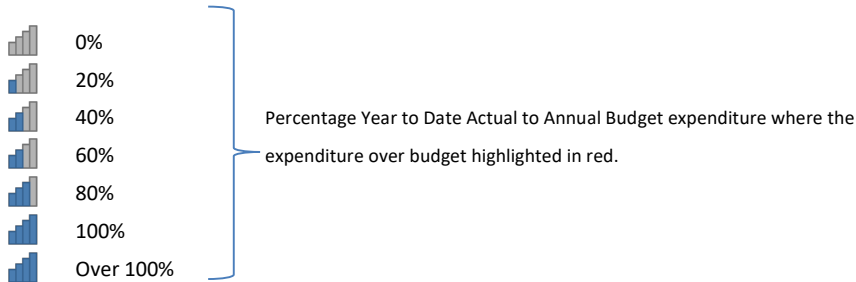 0%
20%
40%
60%
80%
100%
Over 100%
Percentage Year to Date Actual to Annual Budget expenditure where the
expenditure over budget highlighted in red.